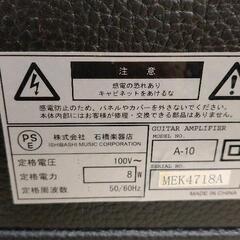 注意
感電の恐れあり
キャビネットをあけるな
感電防止のため、パネルやカバーを外さないでください。
PSE
株式会社 石橋楽器店
ISHIBASHI MUSIC CORPORATION
定格電圧 100V~
定格電力 8 W
定格周波数 50/60Hz
GUITAR AMPLIFIER
MODEL NO.
A-10
SERIAL NO.
MEK4718A